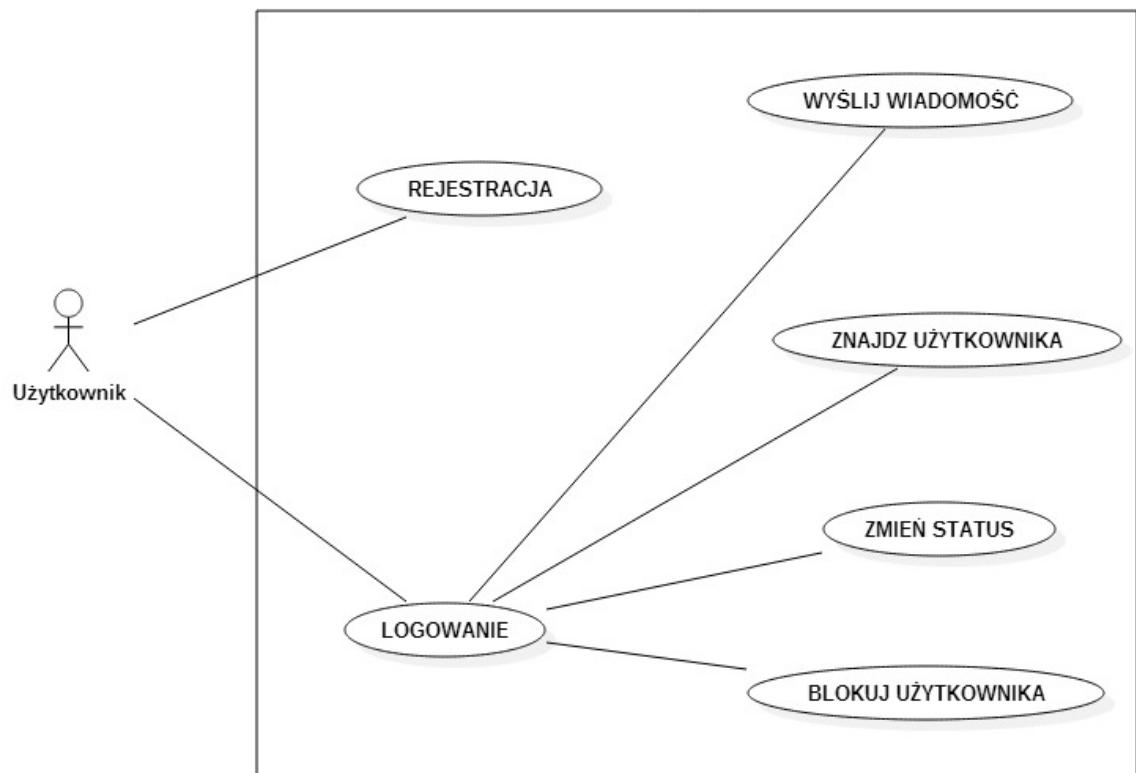 WYŚLIJ WIADOMOŚĆ
REJESTRACJA
ZNAJDZ UŻYTKOWNIKA
Użytkownik
ZMIEŃ STATUS
LOGOWANIE
BLOKUJ UŻYTKOWNIKA